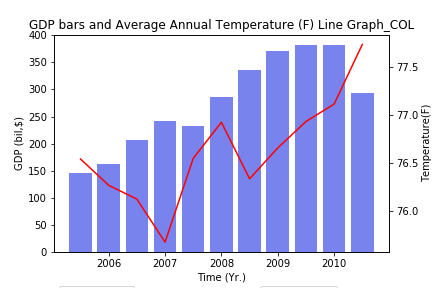 GDP bars and Average Annual Temperature (F) Line Graph_COL
400
350
300
250
200
150
100
50
0
GDP (bil,$)
77.5
77.0
76.5
76.0
Temperature(F)
2006 2007 2008 2009 2010
Time (Yr.)